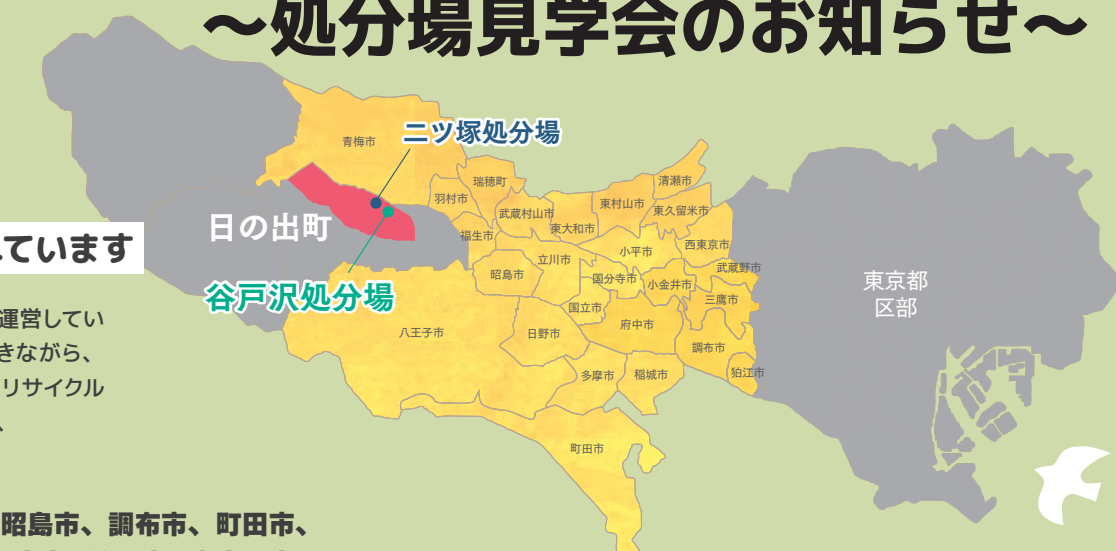 ～処分場見学会のお知らせ～
二ツ塚処分場
青梅市
瑞穂町
清瀬市
羽村市
武蔵村山市
東村山市
東久留米市
日の出町
東大和市
福生市
小平市
西東京市
ています
立川市
武蔵野市
昭島市
国分寺市
小金井市
東京都
区部
谷戸沢処分場
三鷹市
国立市
運営してい
府中市
八王子市
日野市
きながら、
調布市
リサイクル
多摩市
稲城市
狛江市
、
町田市
昭島市、調布市、町田市、